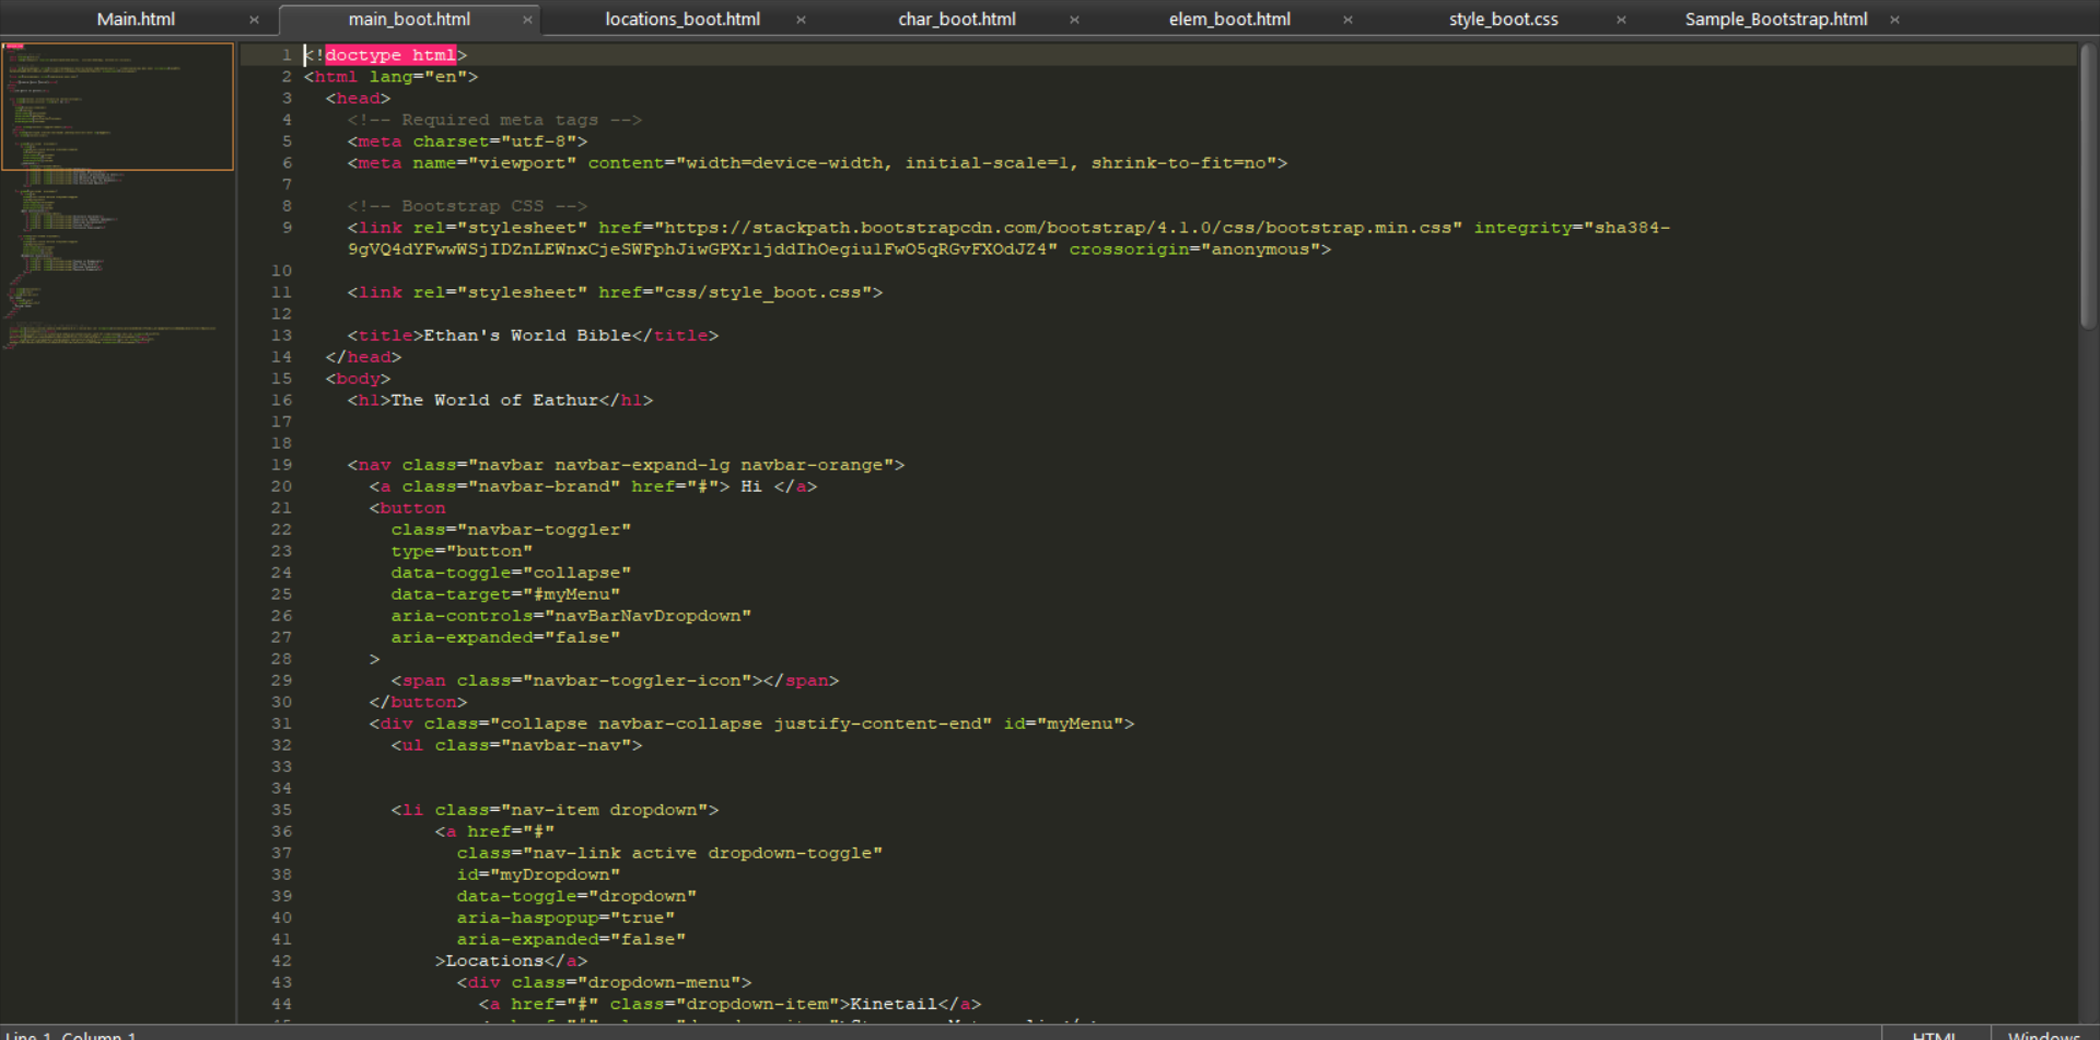 Main.html × main_boot.html × locations_boot.html × char_boot.html × elem_boot.html × style_boot.css × Sample_Bootstrap.html ×
1 <!doctype html>
2 <html lang="en">
3 <head>
4 <!-- Required meta tags -->
5 <meta charset="utf-8">
6 <meta name="viewport" content="width=device-width, initial-scale=1, shrink-to-fit=no">
7
8 <!-- Bootstrap CSS -->
9 <link rel="stylesheet" href="https://stackpath.bootstrapcdn.com/bootstrap/4.1.0/css/bootstrap.min.css" integrity="sha384-
9gVQ4dYFwwWSjIDZnLEWnxCjeSWFphJiwGPXr1jddIhOegiu1FwO5qRGvFXOdJZ4" crossorigin="anonymous">
10
11 <link rel="stylesheet" href="css/style_boot.css">
12
13 <title>Ethan's World Bible</title>
14 </head>
15 <body>
16 <h1>The World of Eathur</h1>
17
18
19 <nav class="navbar navbar-expand-lg navbar-orange">
20 <a class="navbar-brand" href="#"> Hi </a>
21 <button
22 class="navbar-toggler"
23 type="button"
24 data-toggle="collapse"
25 data-target="#myMenu"
26 aria-controls="navBarNavDropdown"
27 aria-expanded="false"
28 >
29 <span class="navbar-toggler-icon"></span>
30 </button>
31 <div class="collapse navbar-collapse justify-content-end" id="myMenu">
32 <ul class="navbar-nav">
33
34
35 <li class="nav-item dropdown">
36 <a href="#"
37 class="nav-link active dropdown-toggle"
38 id="myDropdown"
39 data-toggle="dropdown"
40 aria-haspopup="true"
41 aria-expanded="false"
42 >Locations</a>
43 <div class="dropdown-menu">
44 <a href="#" class="dropdown-item">Kinetail</a>
Line 1, Column 1 HTML Windows